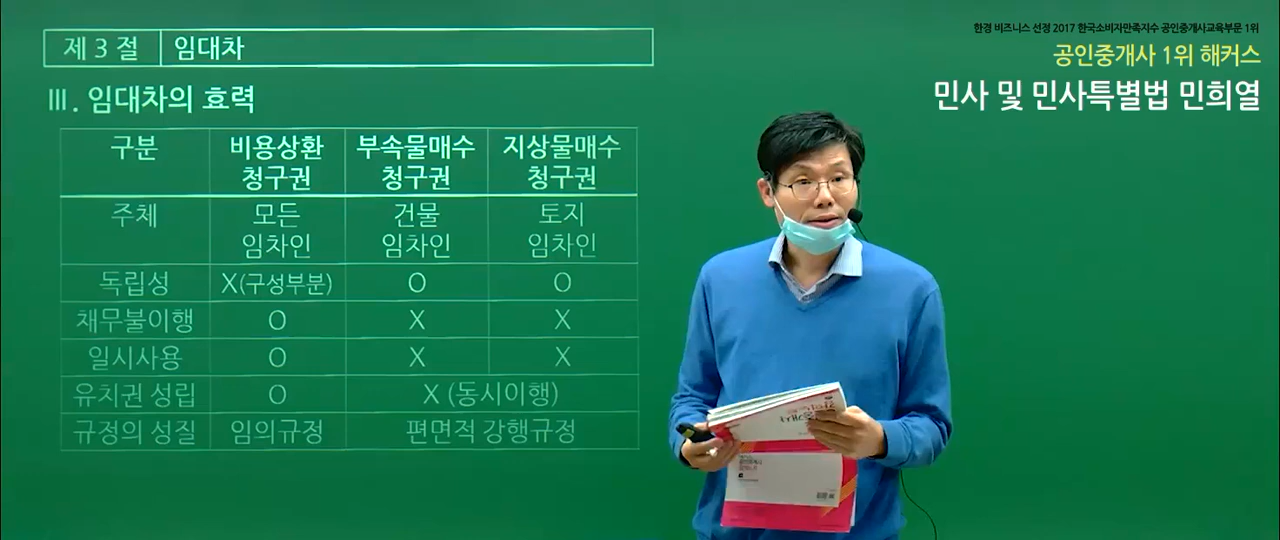 한경 비즈니스 선정 2017 한국소비자만족지수 공인중개사교육부문 1위
공인중개사 1위 해커스
민사 및 민사특별법 민희열
제 3 절 임대차
Ⅲ. 임대차의 효력
구분 비용상환 청구권 부속물매수 청구권 지상물매수 청구권
주체 모든 임차인 건물 임차인 토지 임차인
독립성 X(구성부분) O O
채무불이행 O X X
일시사용 O X X
유치권 성립 O X (동시이행)
규정의 성질 임의규정 편면적 강행규정